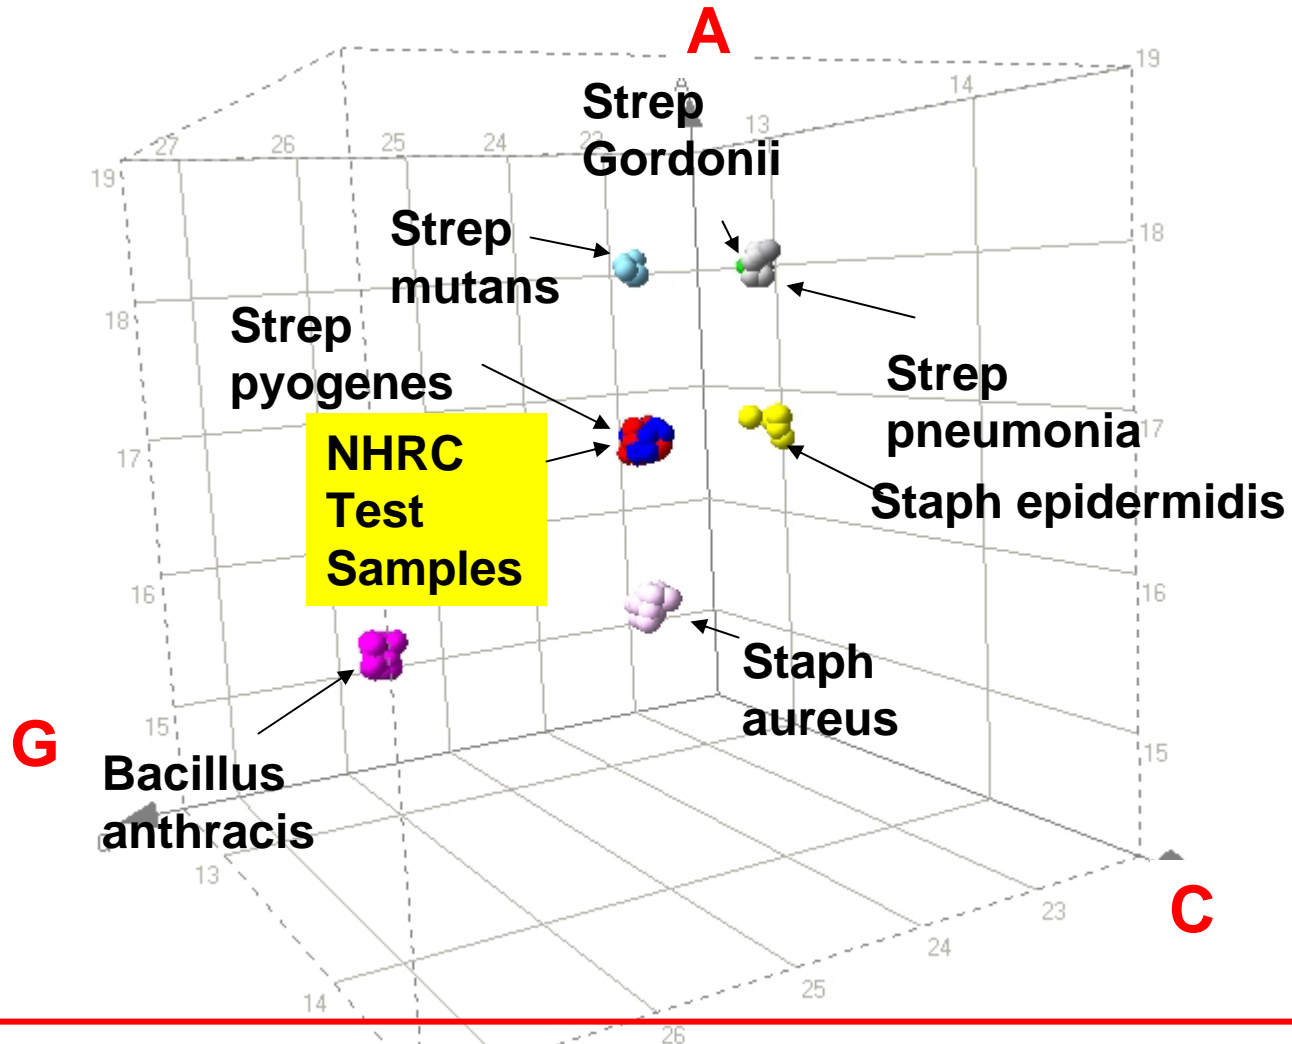 A
19
14
Strep
Gordonii
13
27
26
25
24
23
19
Strep
mutans
18
18
Strep
pyogenes
Strep
pneumonia
17
NHRC
Test
Samples
17
Staph epidermidis
16
16
Staph
aureus
15
15
G
Bacillus
anthracis
G
13
C
23
24
25
14
26